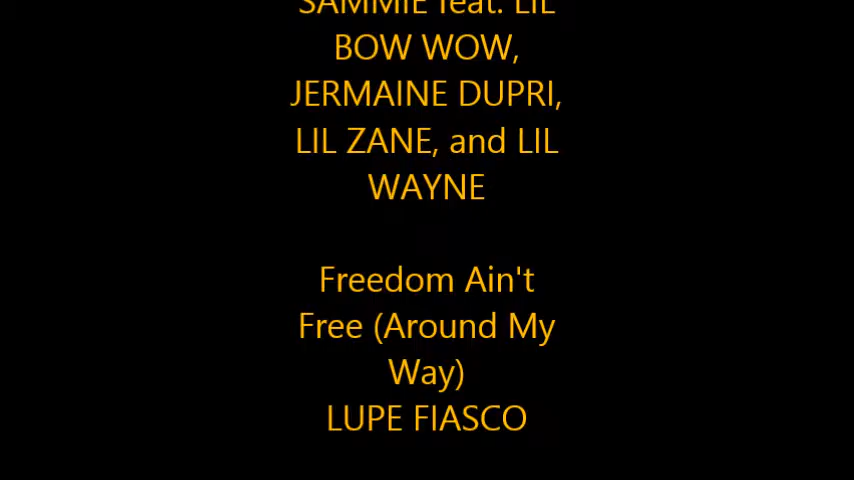 SAMMIE feat. LIL
BOW WOW,
JERMAINE DUPRI,
LIL ZANE, and LIL
WAYNE
Freedom Ain't
Free (Around My
Way)
LUPE FIASCO